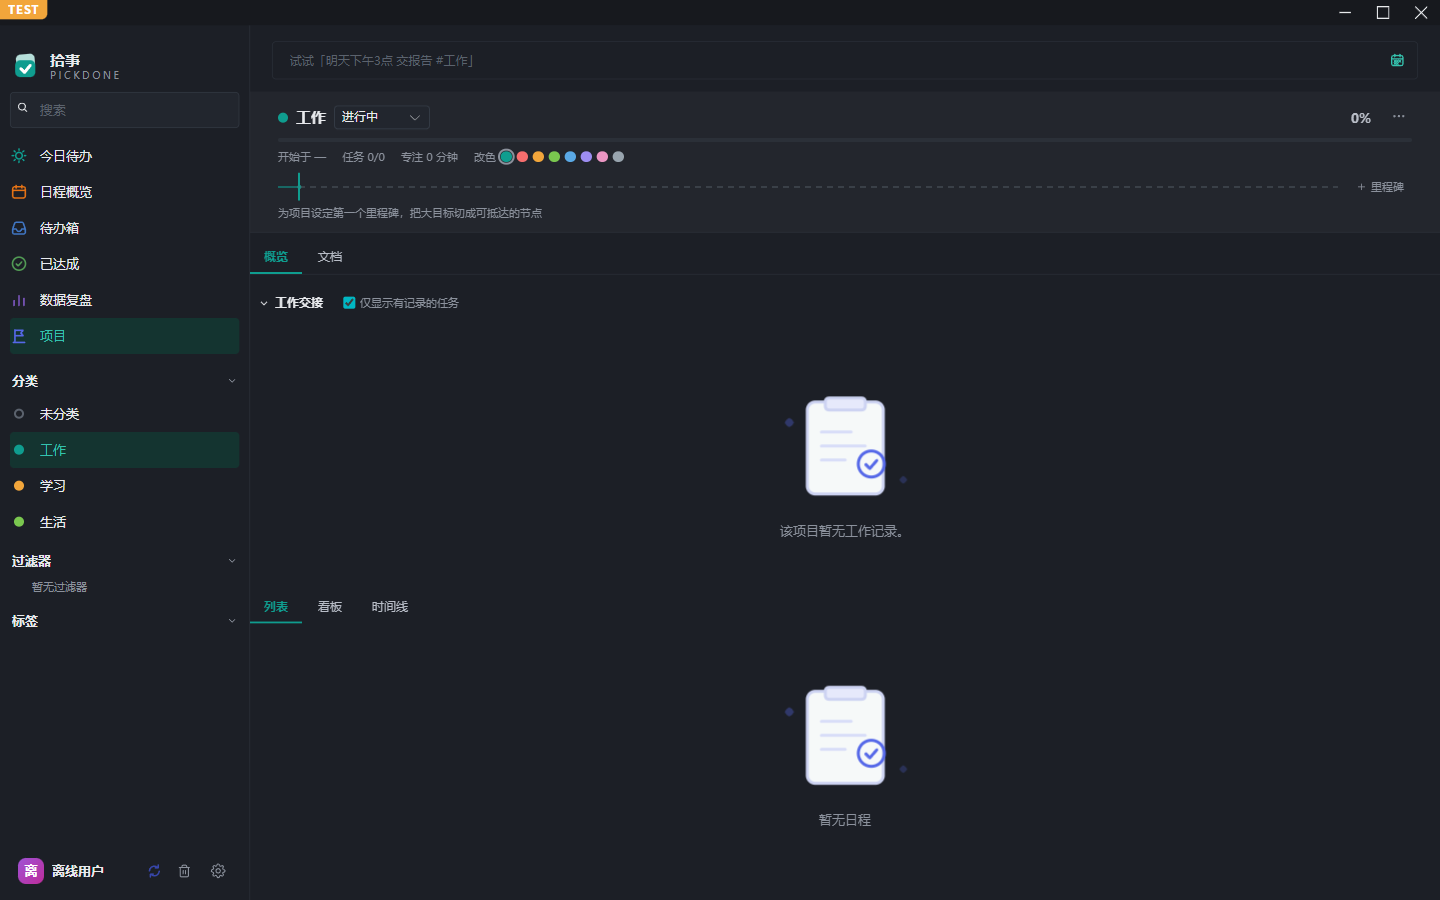 TEST
拾事
PICKDONE
搜索
今日待办
日程概览
待办箱
已达成
数据复盘
项目
分类
未分类
工作
学习
生活
过滤器
暂无过滤器
标签
离 离线用户
试试「明天下午3点 交报告 #工作」
工作 进行中 0% ···
开始于 — 任务 0/0 专注 0 分钟 改色
+ 里程碑
为项目设定第一个里程碑，把大目标切成可抵达的节点
概览 文档
工作交接 仅显示有记录的任务
该项目暂无工作记录。
列表 看板 时间线
暂无日程